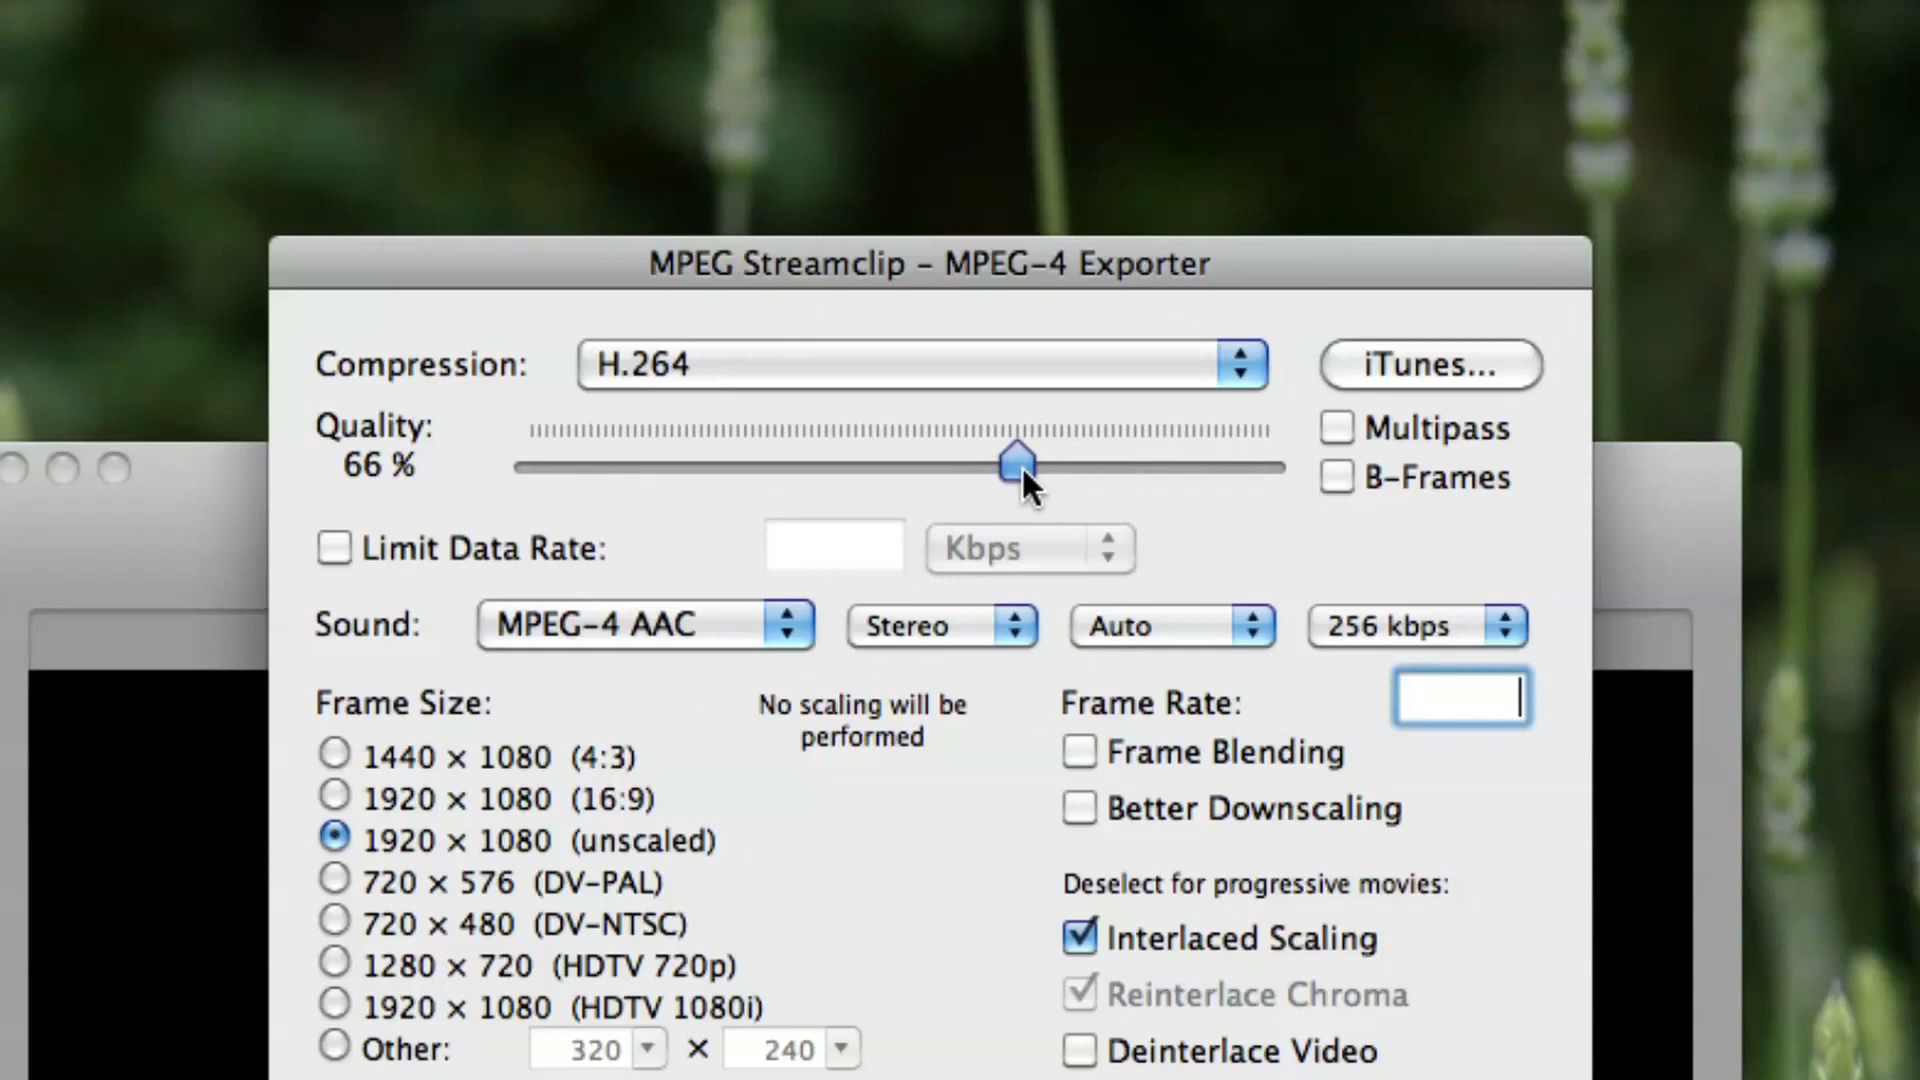 MPEG Streamclip - MPEG-4 Exporter
Compression: H.264 iTunes...
Quality: Multipass
66 % B-Frames
Limit Data Rate: Kbps
Sound: MPEG-4 AAC Stereo Auto 256 kbps
Frame Size: No scaling will be performed Frame Rate:
1440 × 1080 (4:3) Frame Blending
1920 × 1080 (16:9) Better Downscaling
1920 × 1080 (unscaled)
720 × 576 (DV-PAL) Deselect for progressive movies:
720 × 480 (DV-NTSC) Interlaced Scaling
1280 × 720 (HDTV 720p)
1920 × 1080 (HDTV 1080i) Reinterlace Chroma
Other: 320 × 240 Deinterlace Video